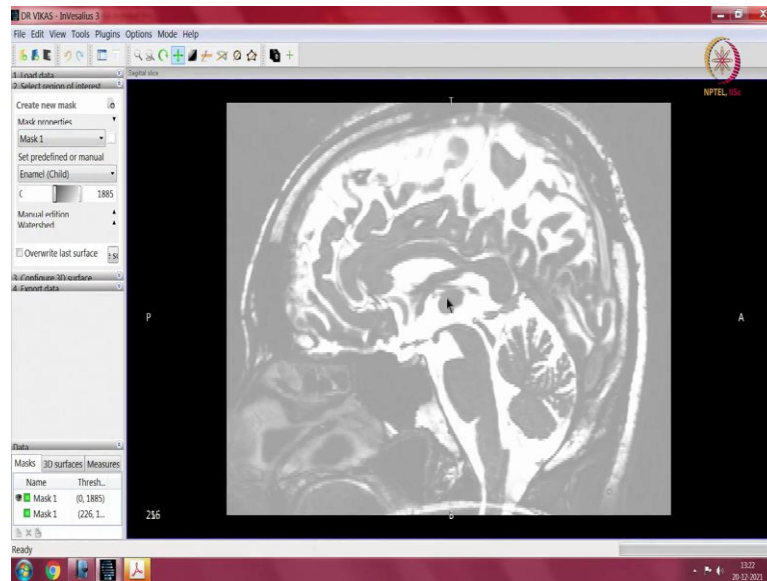 DR VIKAS - InVesalius 3
File Edit View Tools Plugins Options Mode Help
NPTEL, IISc
1. Load data
Sagital slice
2. Select region of interest
Create new mask
T
Mask properties
Mask 1
Set predefined or manual
Enamel (Child)
1885
Manual edition
Watershed
Overwrite last surface
3. Configure 3D surface
4. Export data
P
A
Data
Masks 3D surfaces Measures
Name Thresh..
Mask 1 (0, 1885)
Mask 1 (226, 1...
216
B
Ready
13:22
20-12-2021